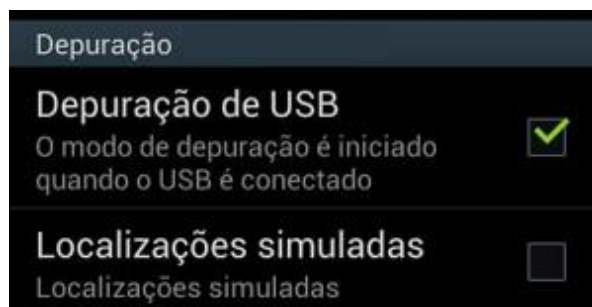 Depuração
Depuração de USB
O modo de depuração é iniciado
quando o USB é conectado
Localizações simuladas
Localizações simuladas